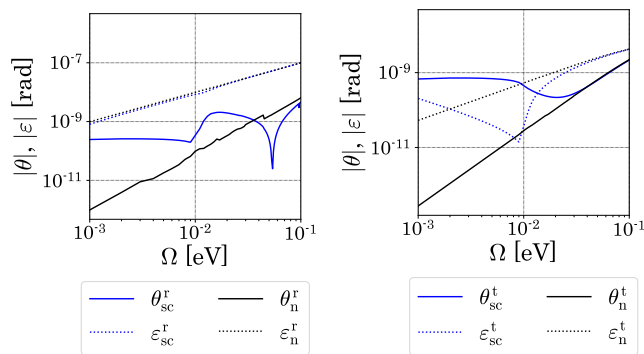 |θ|, |ε| [rad]
10⁻⁷
10⁻⁹
10⁻¹¹
10⁻³
10⁻²
10⁻¹
Ω [eV]
θ^r_sc
θ^r_n
ε^r_sc
ε^r_n
|θ|, |ε| [rad]
10⁻⁹
10⁻¹¹
10⁻³
10⁻²
10⁻¹
Ω [eV]
θ^t_sc
θ^t_n
ε^t_sc
ε^t_n